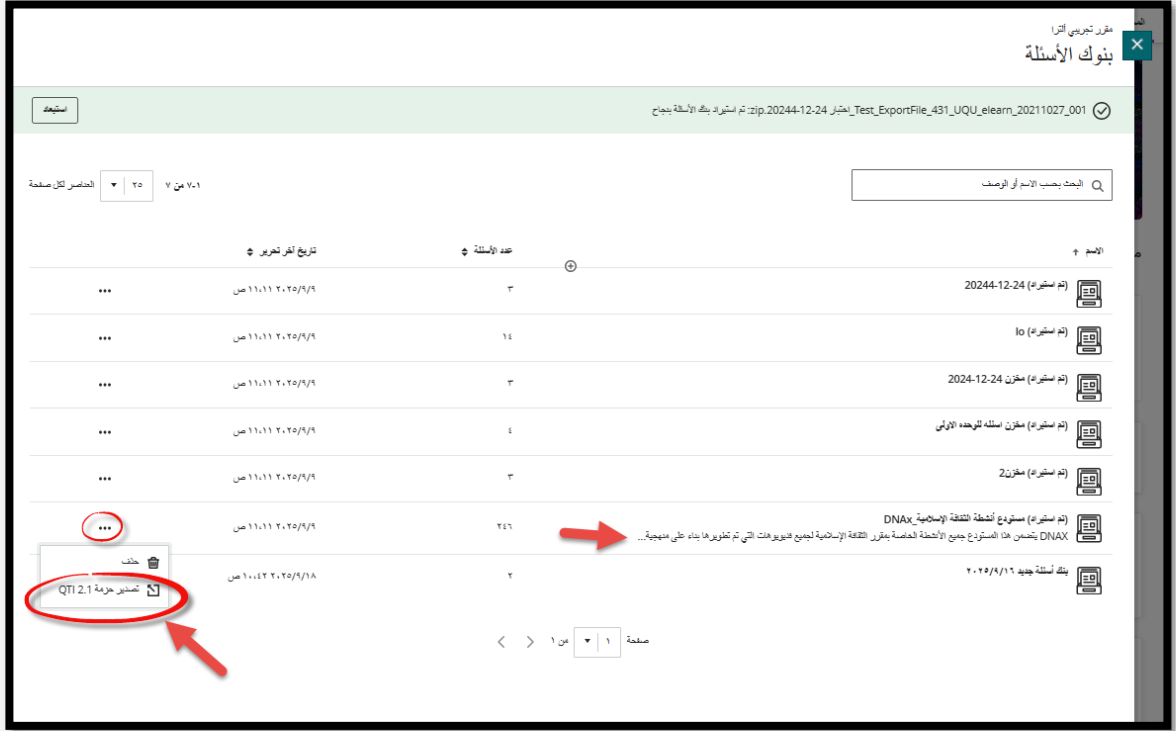 مقرر تجريبي ألترا
بنوك الأسئلة
Test_ExportFile_431_UQU_elearn_20211027_001_إختبار 24-12-20244.zip: تم استيراد بنك الأسئلة بنجاح
استبعاد
البحث بحسب الاسم أو الوصف
١-٧ من ٧
٢٥
العناصر لكل صفحة
الاسم
عدد الأسئلة
تاريخ آخر تحرير
(تم استيراد) 24-12-20244
٣
٢٠٢٥/٩/٩ ١١:١١ ص
(تم استيراد) lo
١٤
٢٠٢٥/٩/٩ ١١:١١ ص
(تم استيراد) مخزن 24-12-2024
٣
٢٠٢٥/٩/٩ ١١:١١ ص
(تم استيراد) مخزن اسئله للوحده الاولى
٤
٢٠٢٥/٩/٩ ١١:١١ ص
(تم استيراد) مخزن2
٣
٢٠٢٥/٩/٩ ١١:١١ ص
(تم استيراد) مستودع أنشطة الثقافة الإسلامية_DNAx
DNAX يتضمن هذا المستودع جميع الأنشطة الخاصة بمقرر الثقافة الإسلامية لجميع فديويوهات التي تم تطويرها بناء على منهجية...
٢٤٦
٢٠٢٥/٩/٩ ١١:١١ ص
حذف
تصدير حزمة QTI 2.1
بنك أسئلة جديد ٢٠٢٥/٩/١٦
٢
٢٠٢٥/٩/١٨ ١٠:٤٢ ص
صفحة ١ من ١